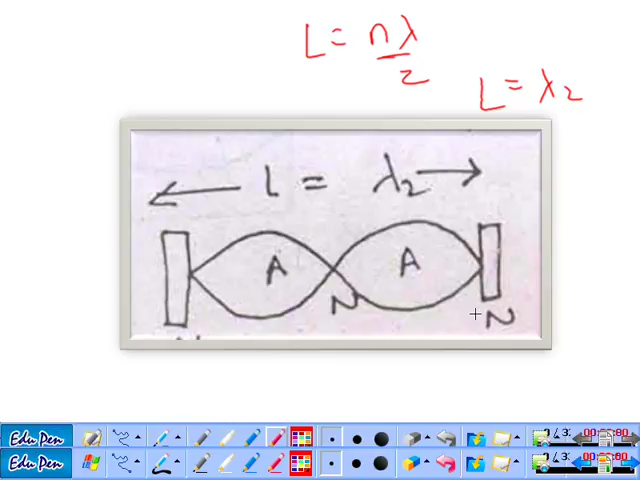 L = nλ
2
L = λ2
L = λ2
A
A
N
N
Edu Pen
Edu Pen